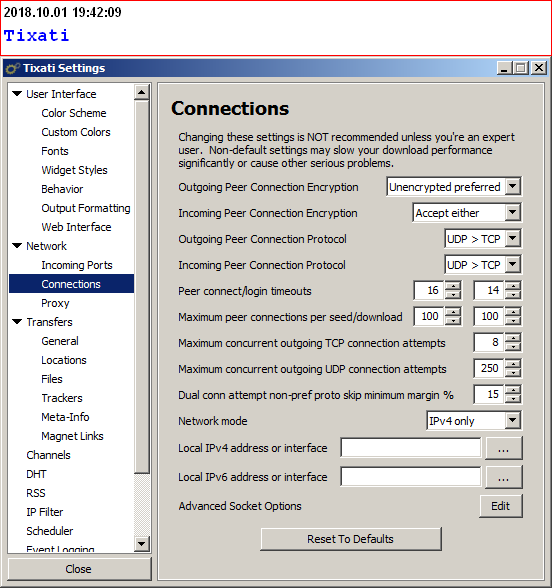 2018.10.01 19:42:09
Tixati
Tixati Settings
User Interface
Color Scheme
Custom Colors
Fonts
Widget Styles
Behavior
Output Formatting
Web Interface
Network
Incoming Ports
Connections
Proxy
Transfers
General
Locations
Files
Trackers
Meta-Info
Magnet Links
Channels
DHT
RSS
IP Filter
Scheduler
Event Logging
Close
Connections
Changing these settings is NOT recommended unless you're an expert
user. Non-default settings may slow your download performance
significantly or cause other serious problems.
Outgoing Peer Connection Encryption Unencrypted preferred
Incoming Peer Connection Encryption Accept either
Outgoing Peer Connection Protocol UDP > TCP
Incoming Peer Connection Protocol UDP > TCP
Peer connect/login timeouts 16 14
Maximum peer connections per seed/download 100 100
Maximum concurrent outgoing TCP connection attempts 8
Maximum concurrent outgoing UDP connection attempts 250
Dual conn attempt non-pref proto skip minimum margin % 15
Network mode IPv4 only
Local IPv4 address or interface ...
Local IPv6 address or interface ...
Advanced Socket Options Edit
Reset To Defaults